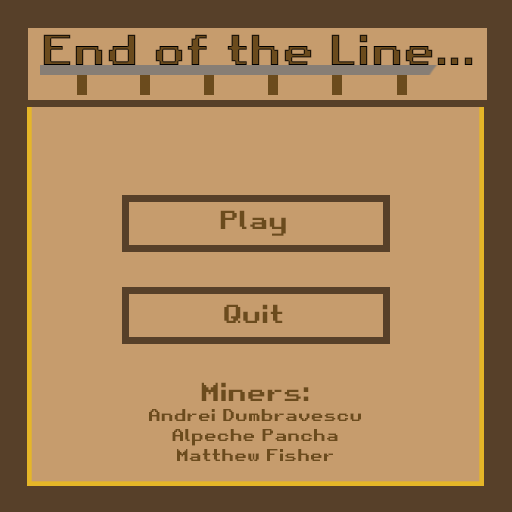 End of the Line...
Play
Quit
Miners:
Andrei Dumbravescu
Alpeche Pancha
Matthew Fisher